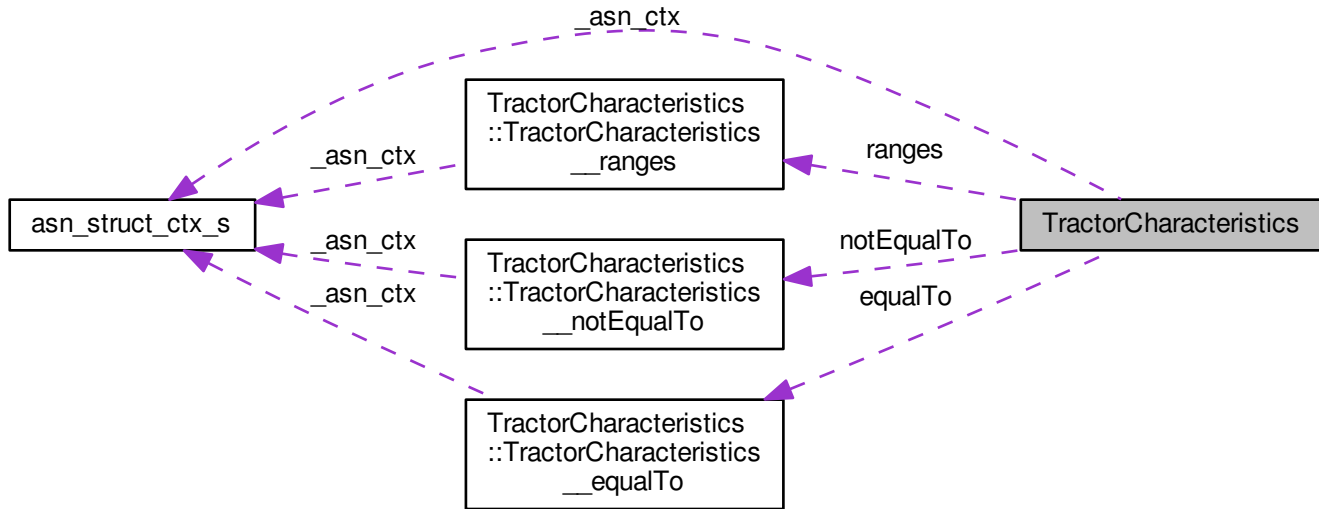 _asn_ctx
TractorCharacteristics
::TractorCharacteristics
__ranges
_asn_ctx
ranges
asn_struct_ctx_s
TractorCharacteristics
_asn_ctx
notEqualTo
TractorCharacteristics
::TractorCharacteristics
__notEqualTo
_asn_ctx
equalTo
TractorCharacteristics
::TractorCharacteristics
__equalTo